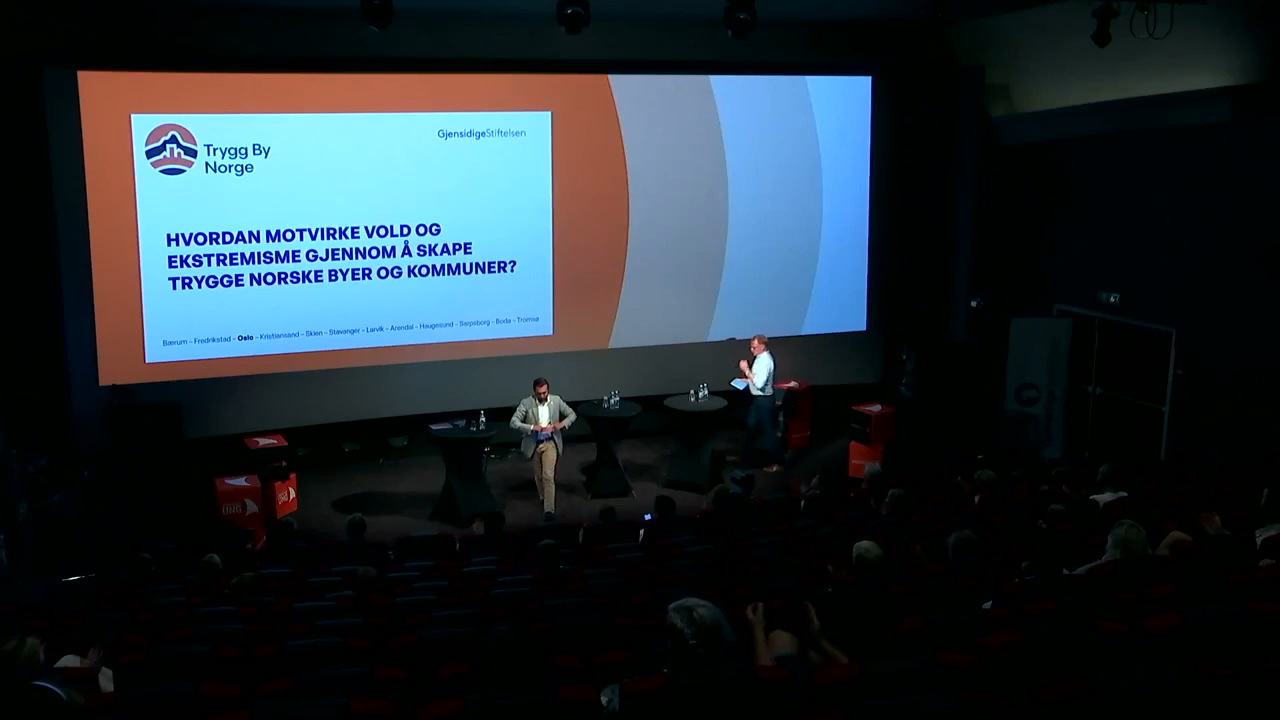 Trygg By
Norge
GjensidigeStiftelsen
HVORDAN MOTVIRKE VOLD OG
EKSTREMISME GJENNOM Å SKAPE
TRYGGE NORSKE BYER OG KOMMUNER?
Bærum – Fredrikstad – Oslo – Kristiansand – Skien – Stavanger – Larvik – Arendal – Haugesund – Sarpsborg – Bodø – Tromsø
UNG